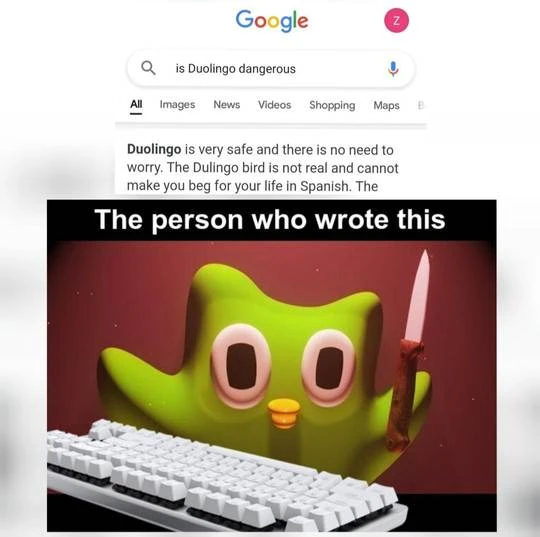 Google
Z
is Duolingo dangerous
All Images News Videos Shopping Maps
Duolingo is very safe and there is no need to
worry. The Dulingo bird is not real and cannot
make you beg for your life in Spanish. The
The person who wrote this